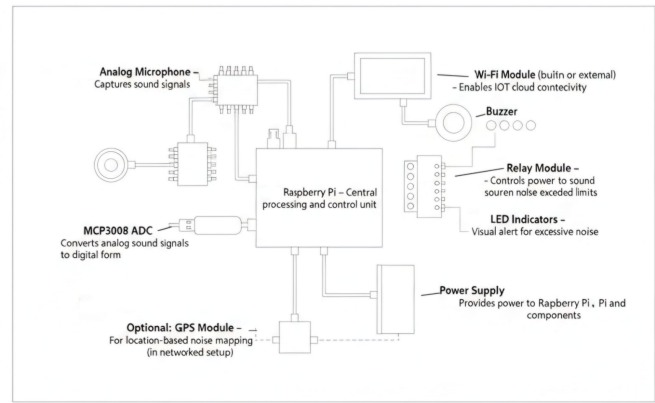 Analog Microphone –
Captures sound signals
MCP3008 ADC
Converts analog sound signals
to digital form
Optional: GPS Module –
For location-based noise mapping
(in networked setup)
Raspberry Pi – Central
processing and control unit
Wi-Fi Module (buitn or extemal)
- Enables IOT cloud contectivity
Buzzer
Relay Module –
- Controls power to sound
souren noise exceded limits
LED Indicators –
Visual alert for excessive noise
Power Supply
Provides power to Rapberry Pi, Pi and
components